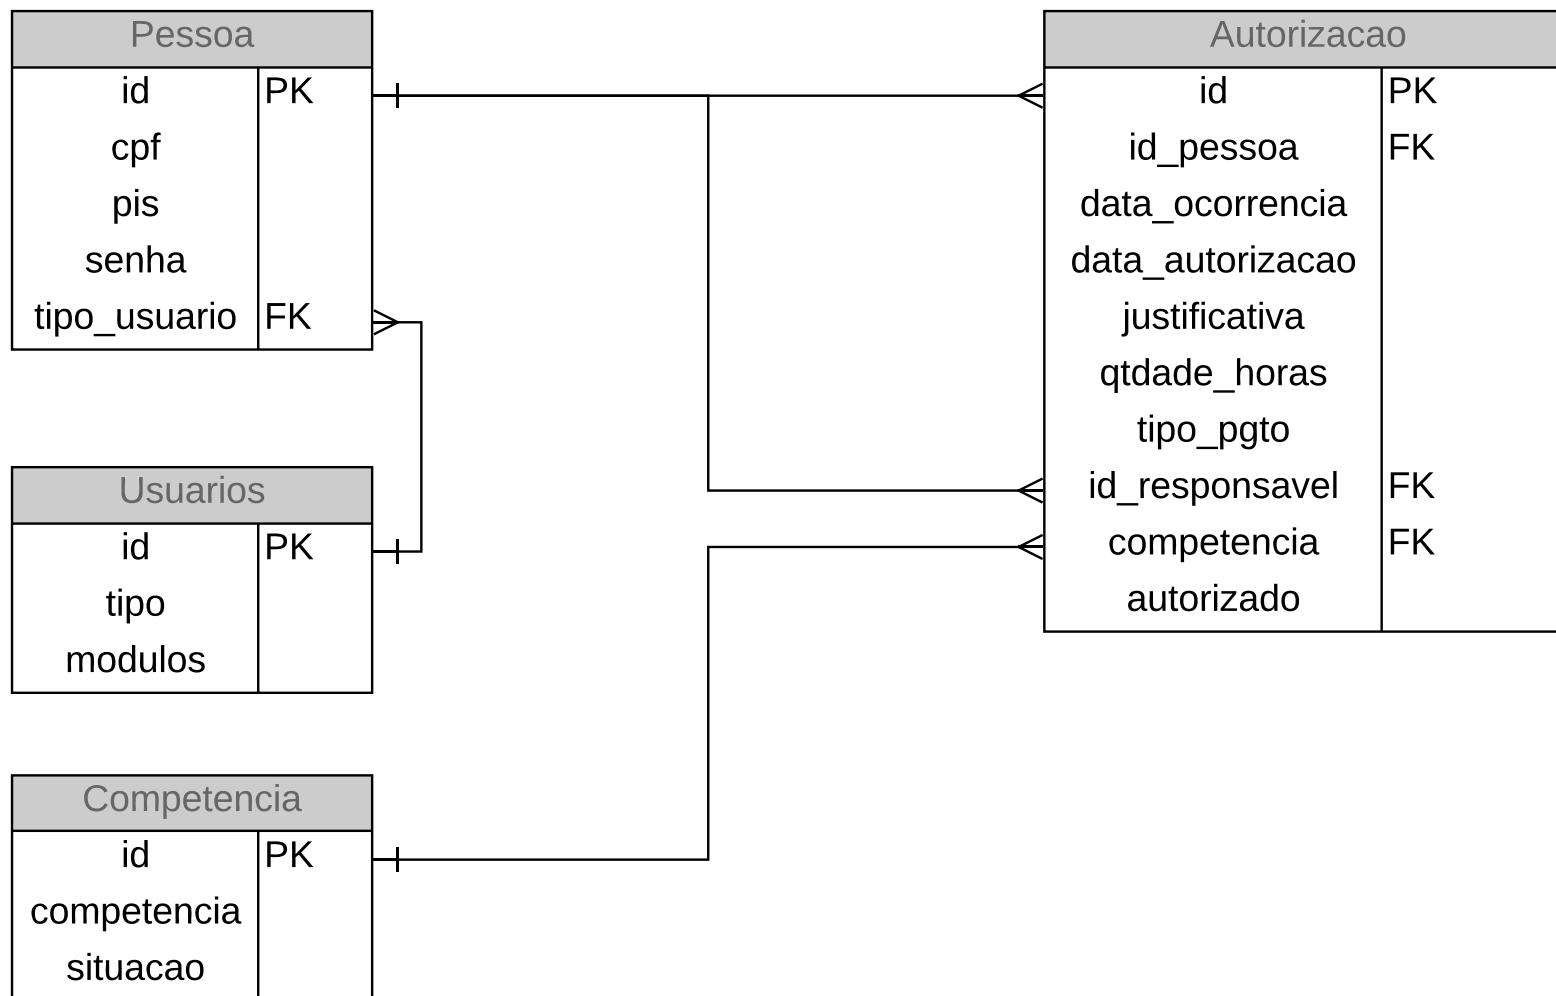 Pessoa
id PK
cpf
pis
senha
tipo_usuario FK
Usuarios
id PK
tipo
modulos
Competencia
id PK
competencia
situacao
Autorizacao
id PK
id_pessoa FK
data_ocorrencia
data_autorizacao
justificativa
qtdade_horas
tipo_pgto
id_responsavel FK
competencia FK
autorizado